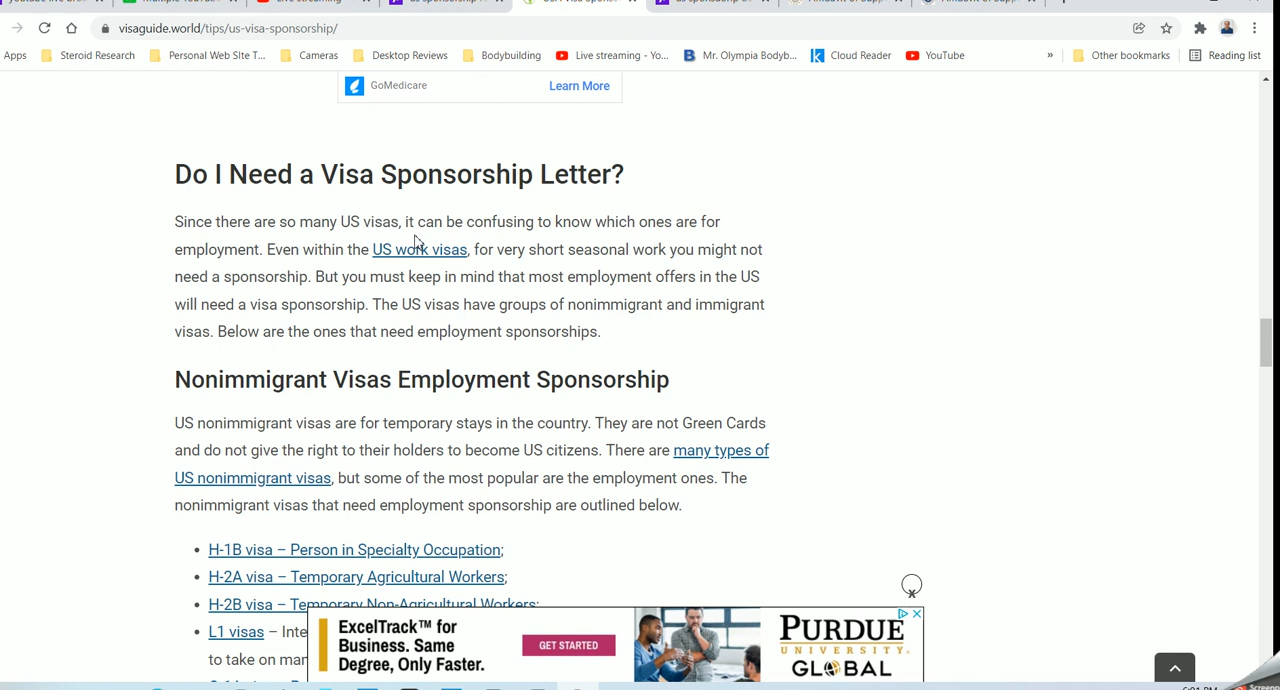 visaguide.world/tips/us-visa-sponsorship/
Apps Steroid Research Personal Web SIte T... Cameras Desktop Reviews Bodybuilding Live streaming - Yo... Mr. Olympia Bodyb... Cloud Reader YouTube » Other bookmarks Reading list
GoMedicare Learn More
Do I Need a Visa Sponsorship Letter?
Since there are so many US visas, it can be confusing to know which ones are for
employment. Even within the US work visas, for very short seasonal work you might not
need a sponsorship. But you must keep in mind that most employment offers in the US
will need a visa sponsorship. The US visas have groups of nonimmigrant and immigrant
visas. Below are the ones that need employment sponsorships.
Nonimmigrant Visas Employment Sponsorship
US nonimmigrant visas are for temporary stays in the country. They are not Green Cards
and do not give the right to their holders to become US citizens. There are many types of
US nonimmigrant visas, but some of the most popular are the employment ones. The
nonimmigrant visas that need employment sponsorship are outlined below.
• H-1B visa – Person in Specialty Occupation;
• H-2A visa – Temporary Agricultural Workers;
• H-2B visa – Temporary Non-Agricultural Workers;
• L1 visas – Inte
to take on mar
ExcelTrack™ for
Business. Same
Degree, Only Faster.
GET STARTED
PURDUE
UNIVERSITY®
GLOBAL